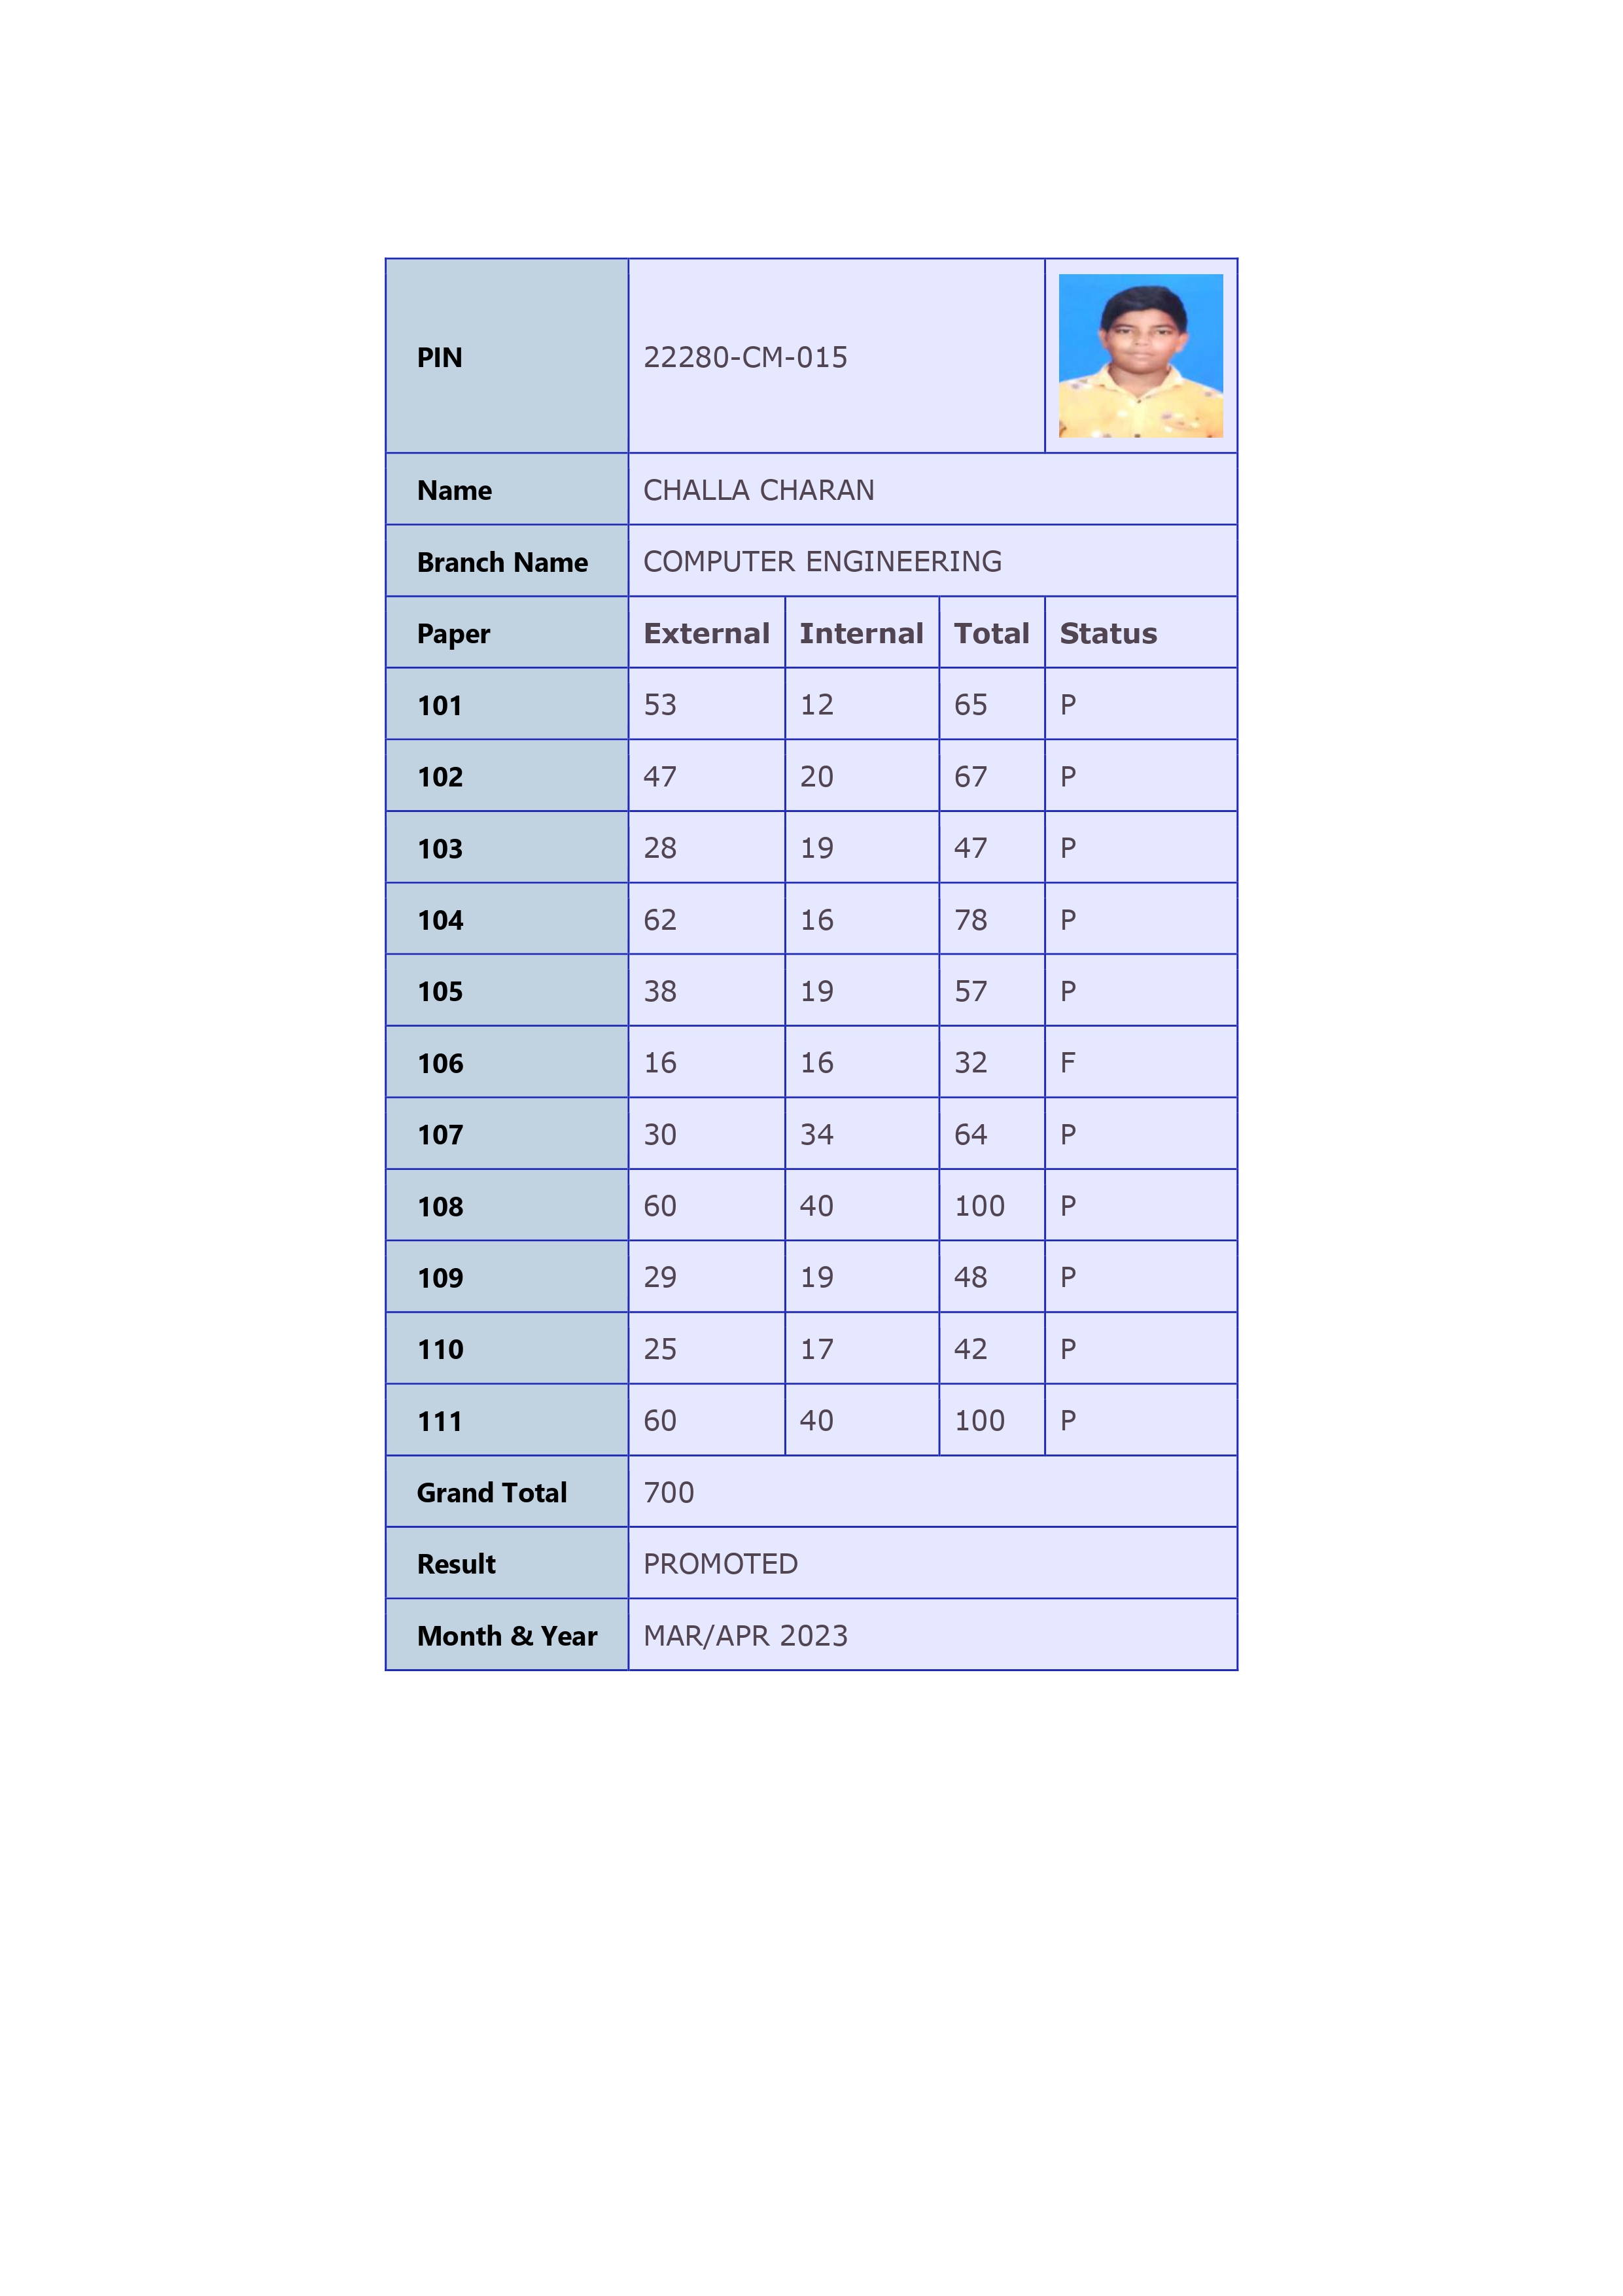 PIN 22280-CM-015
Name CHALLA CHARAN
Branch Name COMPUTER ENGINEERING
Paper External Internal Total Status
101 53 12 65 P
102 47 20 67 P
103 28 19 47 P
104 62 16 78 P
105 38 19 57 P
106 16 16 32 F
107 30 34 64 P
108 60 40 100 P
109 29 19 48 P
110 25 17 42 P
111 60 40 100 P
Grand Total 700
Result PROMOTED
Month & Year MAR/APR 2023